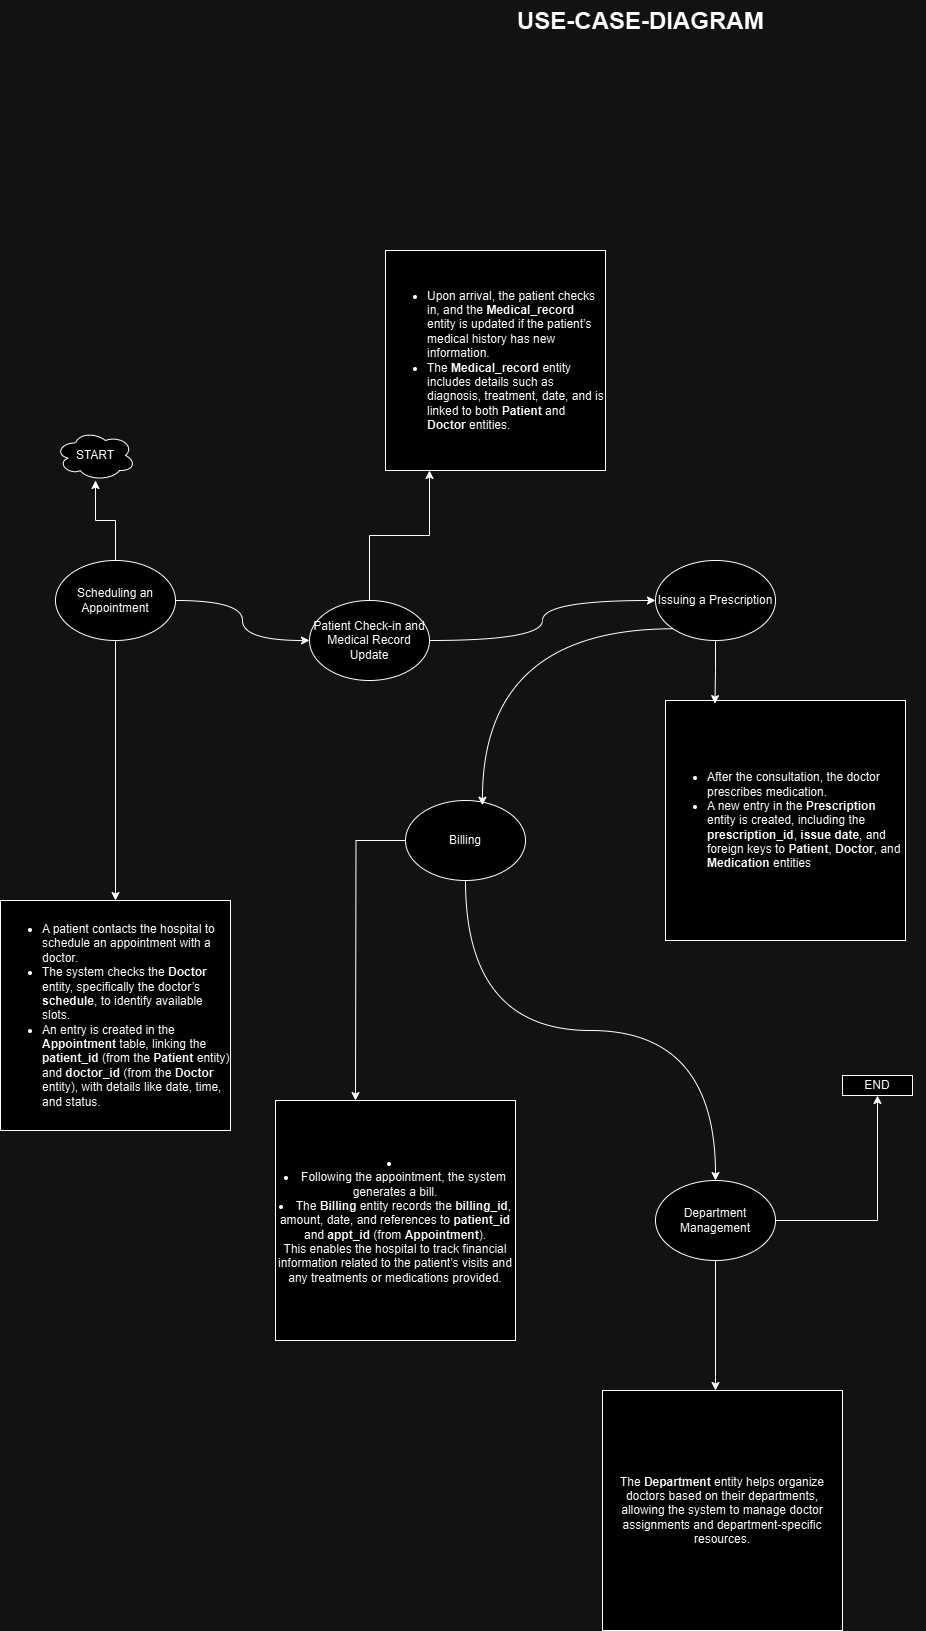 USE-CASE-DIAGRAM
• Upon arrival, the patient checks
in, and the Medical_record
entity is updated if the patient's
medical history has new
information.
• The Medical_record entity
includes details such as
diagnosis, treatment, date, and is
linked to both Patient and
Doctor entities.
START
Scheduling an
Appointment
Patient Check-in and
Medical Record
Update
Issuing a Prescription
• After the consultation, the doctor
prescribes medication.
• A new entry in the Prescription
entity is created, including the
prescription_id, issue date, and
foreign keys to Patient, Doctor, and
Medication entities
Billing
• A patient contacts the hospital to
schedule an appointment with a
doctor.
• The system checks the Doctor
entity, specifically the doctor's
schedule, to identify available
slots.
• An entry is created in the
Appointment table, linking the
patient_id (from the Patient entity)
and doctor_id (from the Doctor
entity), with details like date, time,
and status.
END
•
• Following the appointment, the system
generates a bill.
• The Billing entity records the billing_id,
amount, date, and references to patient_id
and appt_id (from Appointment).
This enables the hospital to track financial
information related to the patient's visits and
any treatments or medications provided.
Department
Management
The Department entity helps organize
doctors based on their departments,
allowing the system to manage doctor
assignments and department-specific
resources.